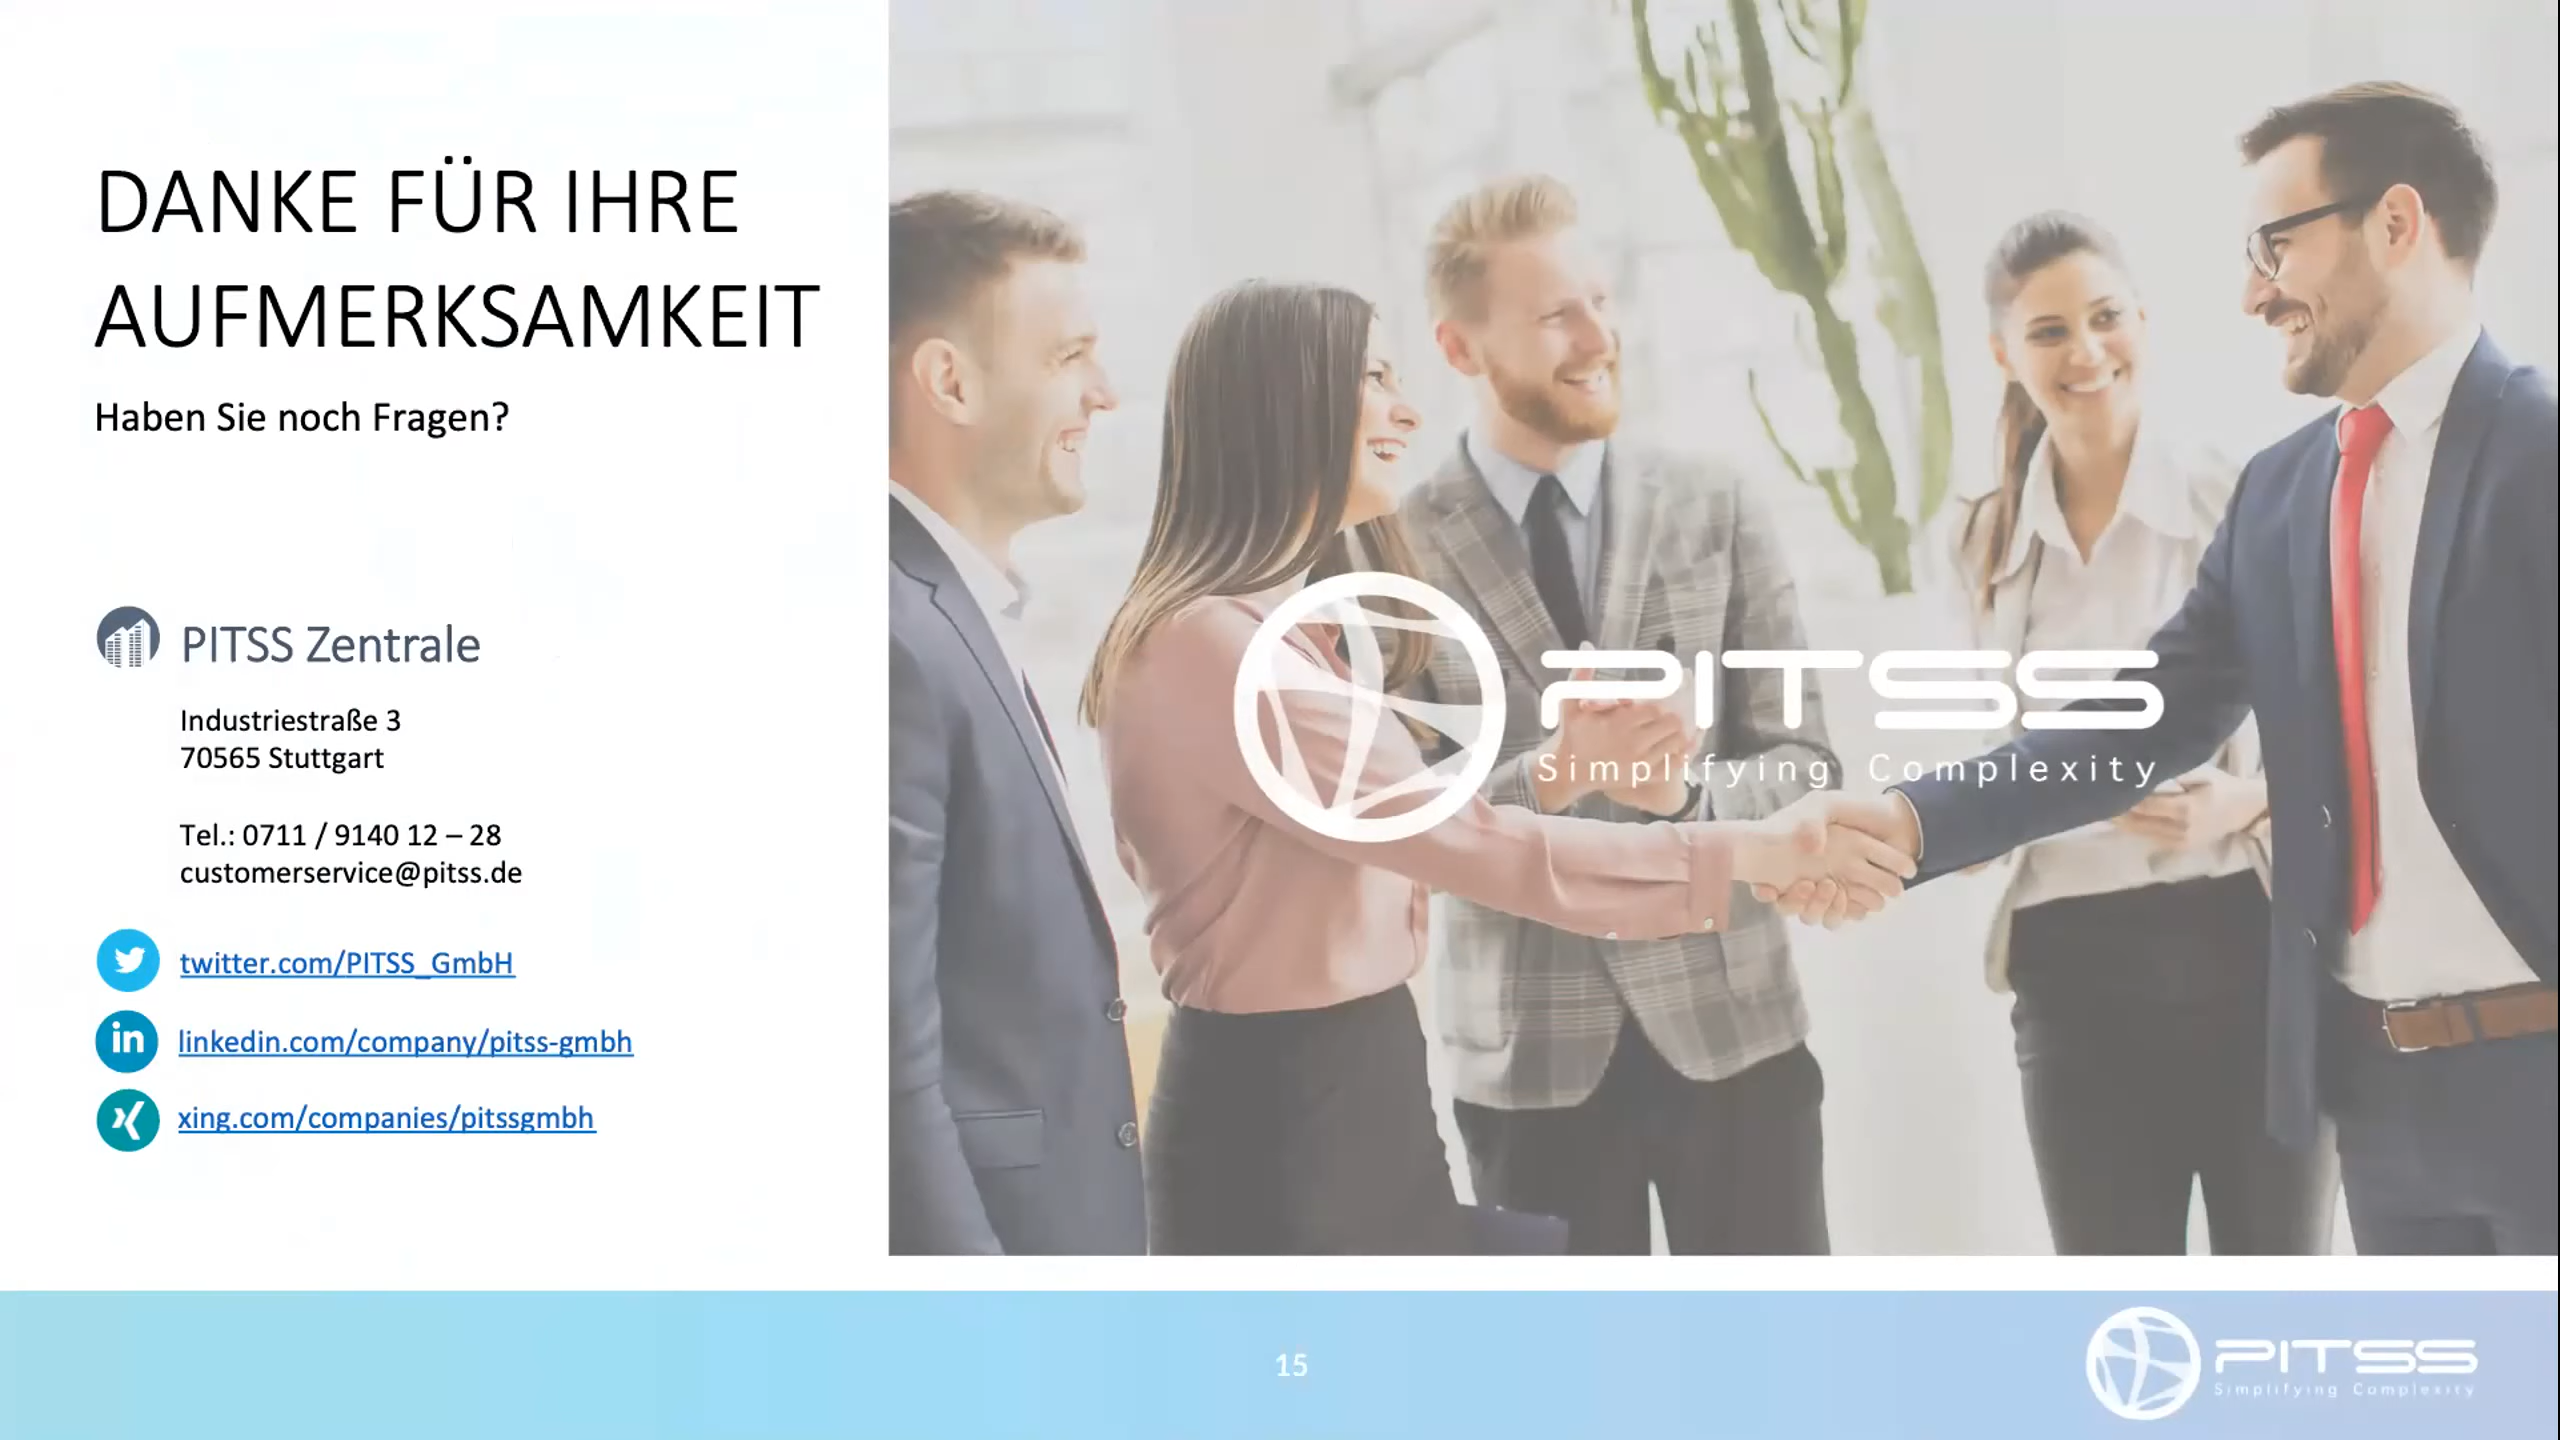 DANKE FÜR IHRE
AUFMERKSAMKEIT
Haben Sie noch Fragen?
PITSS Zentrale
Industriestraße 3
70565 Stuttgart
Tel.: 0711 / 9140 12 – 28
customerservice@pitss.de
twitter.com/PITSS_GmbH
in
linkedin.com/company/pitss-gmbh
xing.com/companies/pitssgmbh
PITSS
Simplifying Complexity
15
PITSS
Simplifying Complexity